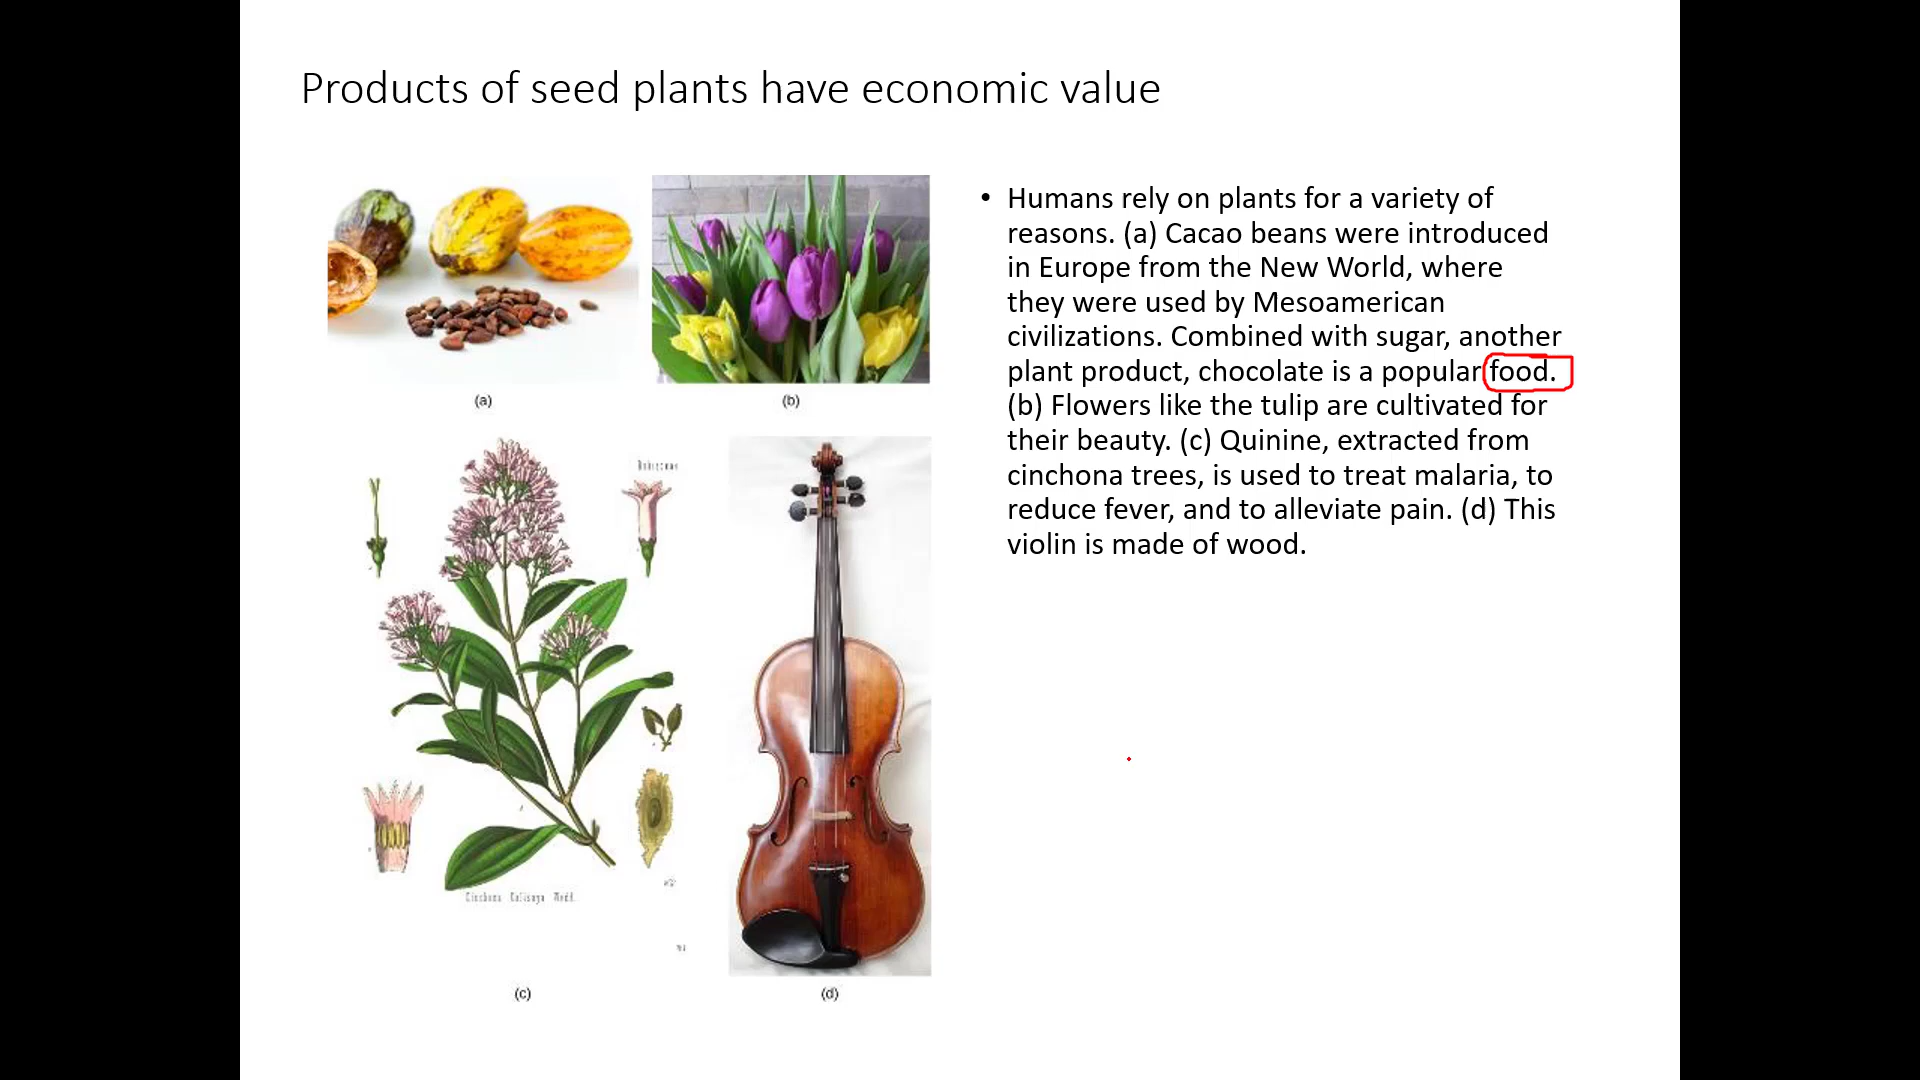 Products of seed plants have economic value
(a)
(b)
(c)
(d)
• Humans rely on plants for a variety of
reasons. (a) Cacao beans were introduced
in Europe from the New World, where
they were used by Mesoamerican
civilizations. Combined with sugar, another
plant product, chocolate is a popular food.
(b) Flowers like the tulip are cultivated for
their beauty. (c) Quinine, extracted from
cinchona trees, is used to treat malaria, to
reduce fever, and to alleviate pain. (d) This
violin is made of wood.